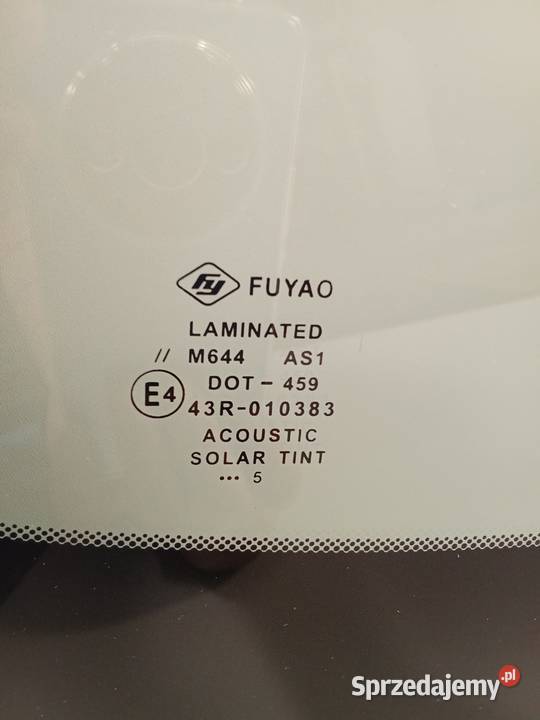 fy FUYAO
LAMINATED
// M644 AS1
DOT - 459
E4 43R-010383
ACOUSTIC
SOLAR TINT
••• 5
Sprzedajemy.pl